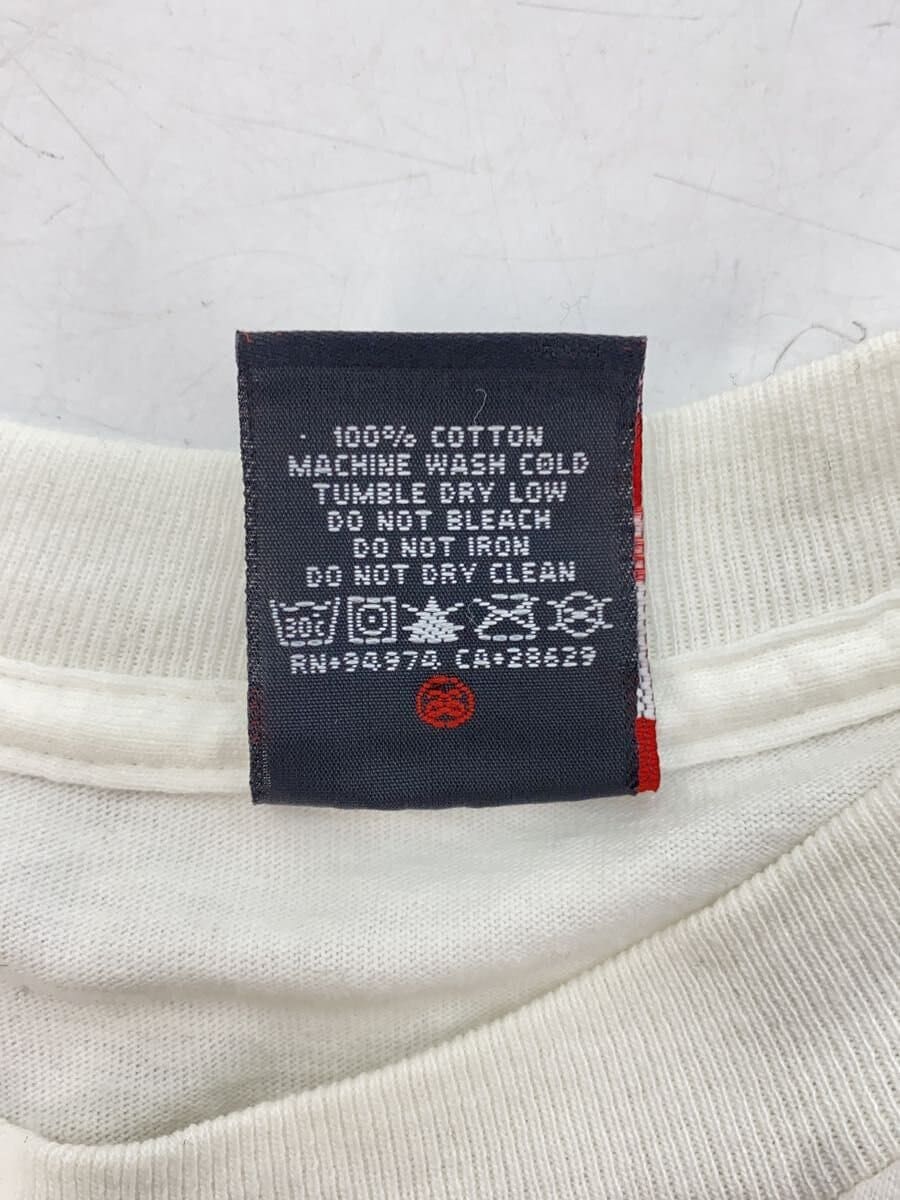 100% COTTON
MACHINE WASH COLD
TUMBLE DRY LOW
DO NOT BLEACH
DO NOT IRON
DO NOT DRY CLEAN
30C
RN+94974 CA+28629